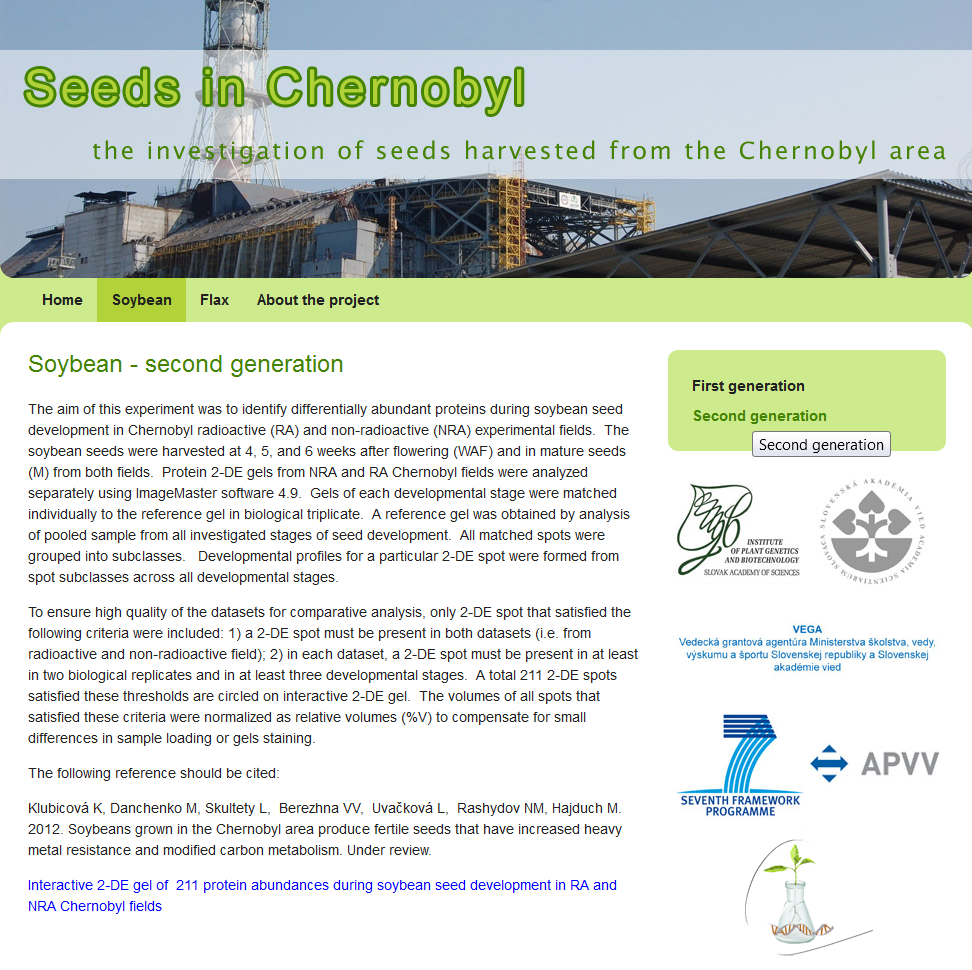 Seeds in Chernobyl
the investigation of seeds harvested from the Chernobyl area
Home
Soybean
Flax
About the project
Soybean - second generation
The aim of this experiment was to identify differentially abundant proteins during soybean seed
development in Chernobyl radioactive (RA) and non-radioactive (NRA) experimental fields.  The
soybean seeds were harvested at 4, 5, and 6 weeks after flowering (WAF) and in mature seeds
(M) from both fields.  Protein 2-DE gels from NRA and RA Chernobyl fields were analyzed
separately using ImageMaster software 4.9.  Gels of each developmental stage were matched
individually to the reference gel in biological triplicate.  A reference gel was obtained by analysis
of pooled sample from all investigated stages of seed development.  All matched spots were
grouped into subclasses.   Developmental profiles for a particular 2-DE spot were formed from
spot subclasses across all developmental stages.
To ensure high quality of the datasets for comparative analysis, only 2-DE spot that satisfied the
following criteria were included: 1) a 2-DE spot must be present in both datasets (i.e. from
radioactive and non-radioactive field); 2) in each dataset, a 2-DE spot must be present in at least
in two biological replicates and in at least three developmental stages.  A total 211 2-DE spots
satisfied these thresholds are circled on interactive 2-DE gel.  The volumes of all spots that
satisfied these criteria were normalized as relative volumes (%V) to compensate for small
differences in sample loading or gels staining.
The following reference should be cited:
Klubicová K, Danchenko M, Skultety L,  Berezhna VV,  Uvačková L,  Rashydov NM, Hajduch M.
2012. Soybeans grown in the Chernobyl area produce fertile seeds that have increased heavy
metal resistance and modified carbon metabolism. Under review.
Interactive 2-DE gel of  211 protein abundances during soybean seed development in RA and
NRA Chernobyl fields
First generation
Second generation
Second generation
INSTITUTE
OF PLANT GENETICS
AND BIOTECHNOLOGY
SLOVAK ACADEMY OF SCIENCES
SLOVENSKÁ AKADÉMIA VIED
ACADEMIA SCIENTIARUM SLOVACA
VEGA
Vedecká grantová agentúra Ministerstva školstva, vedy,
výskumu a športu Slovenskej republiky a Slovenskej
akadémie vied
7
SEVENTH FRAMEWORK
PROGRAMME
APVV